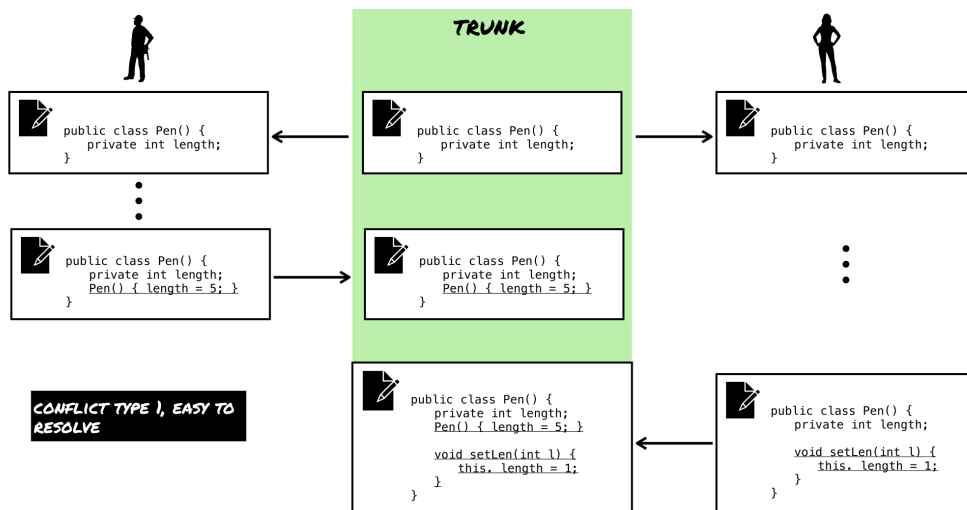 TRUNK
public class Pen() {
private int length;
}
public class Pen() {
private int length;
}
public class Pen() {
private int length;
}
public class Pen() {
private int length;
Pen() { length = 5; }
}
public class Pen() {
private int length;
Pen() { length = 5; }
}
CONFLICT TYPE 1, EASY TO
RESOLVE
public class Pen() {
private int length;
Pen() { length = 5; }
void setLen(int l) {
this. length = 1;
}
}
public class Pen() {
private int length;
void setLen(int l) {
this. length = 1;
}
}